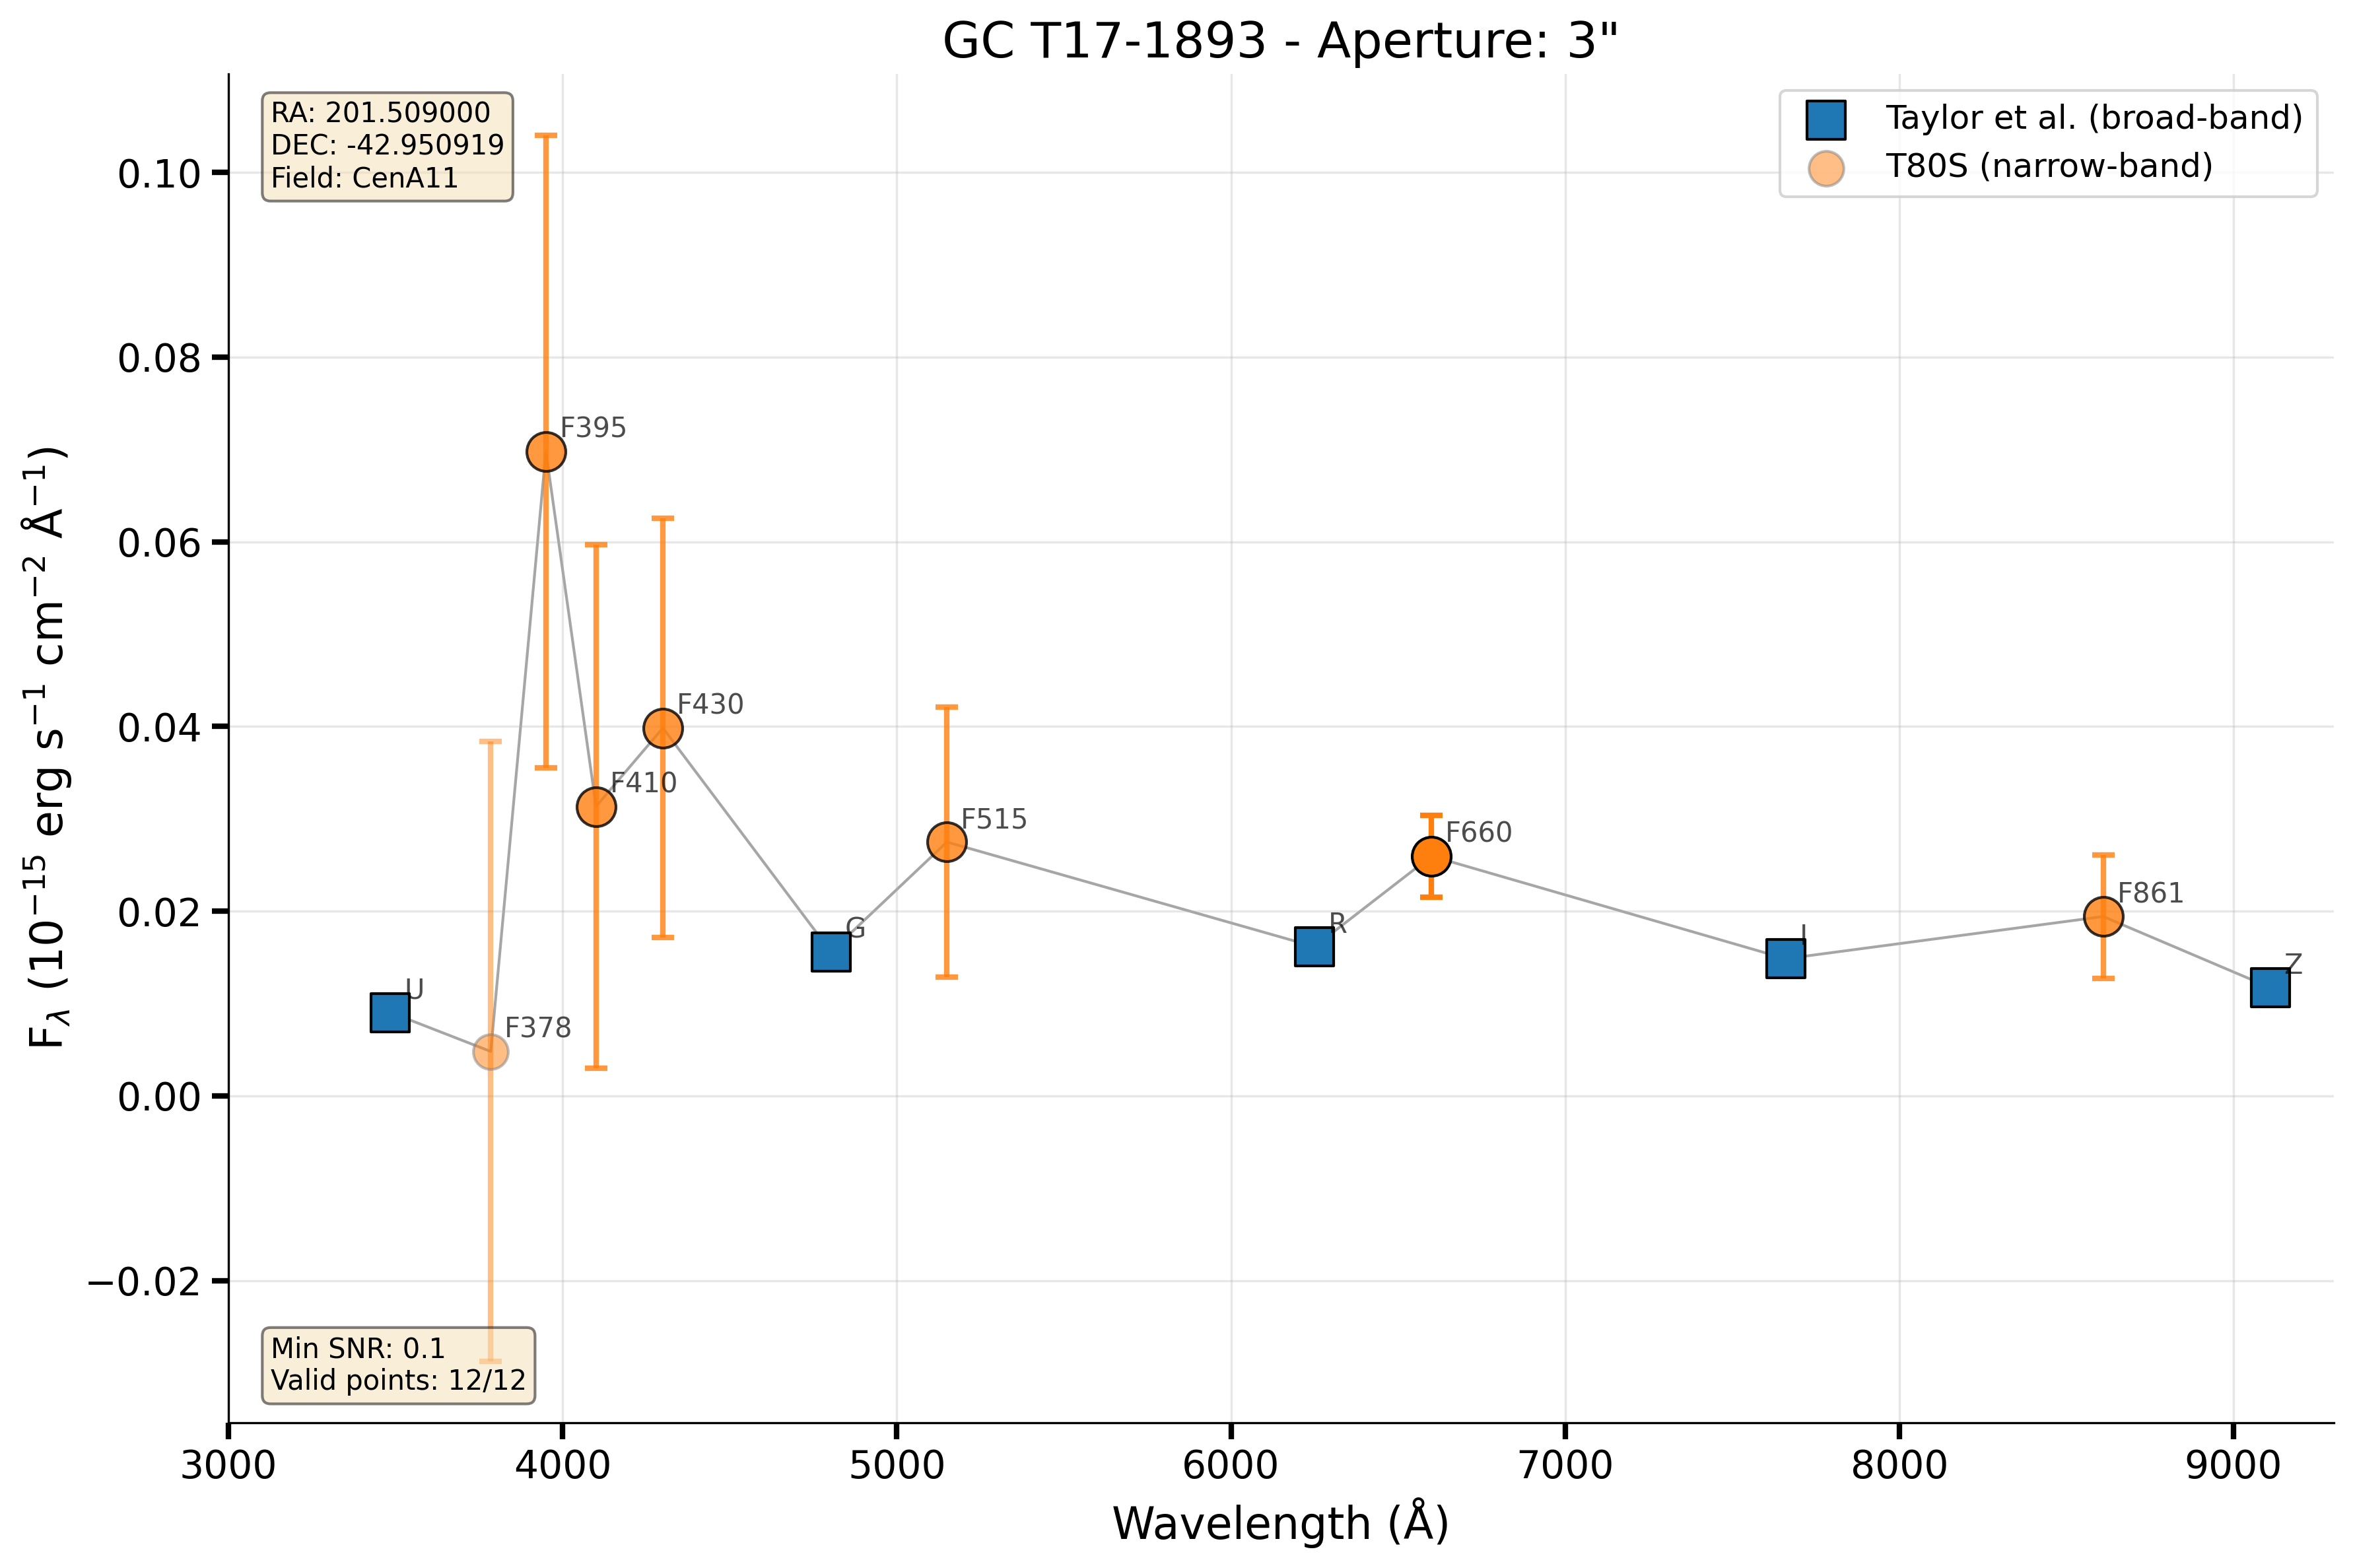 GC T17-1893 - Aperture: 3"
RA: 201.509000
DEC: -42.950919
Field: CenA11
Taylor et al. (broad-band)
T80S (narrow-band)
0.10
0.08
0.06
0.04
0.02
0.00
−0.02
F_λ (10⁻¹⁵ erg s⁻¹ cm⁻² Å⁻¹)
U
F378
F395
F410
F430
G
F515
R
F660
I
F861
Z
Min SNR: 0.1
Valid points: 12/12
3000 4000 5000 6000 7000 8000 9000
Wavelength (Å)